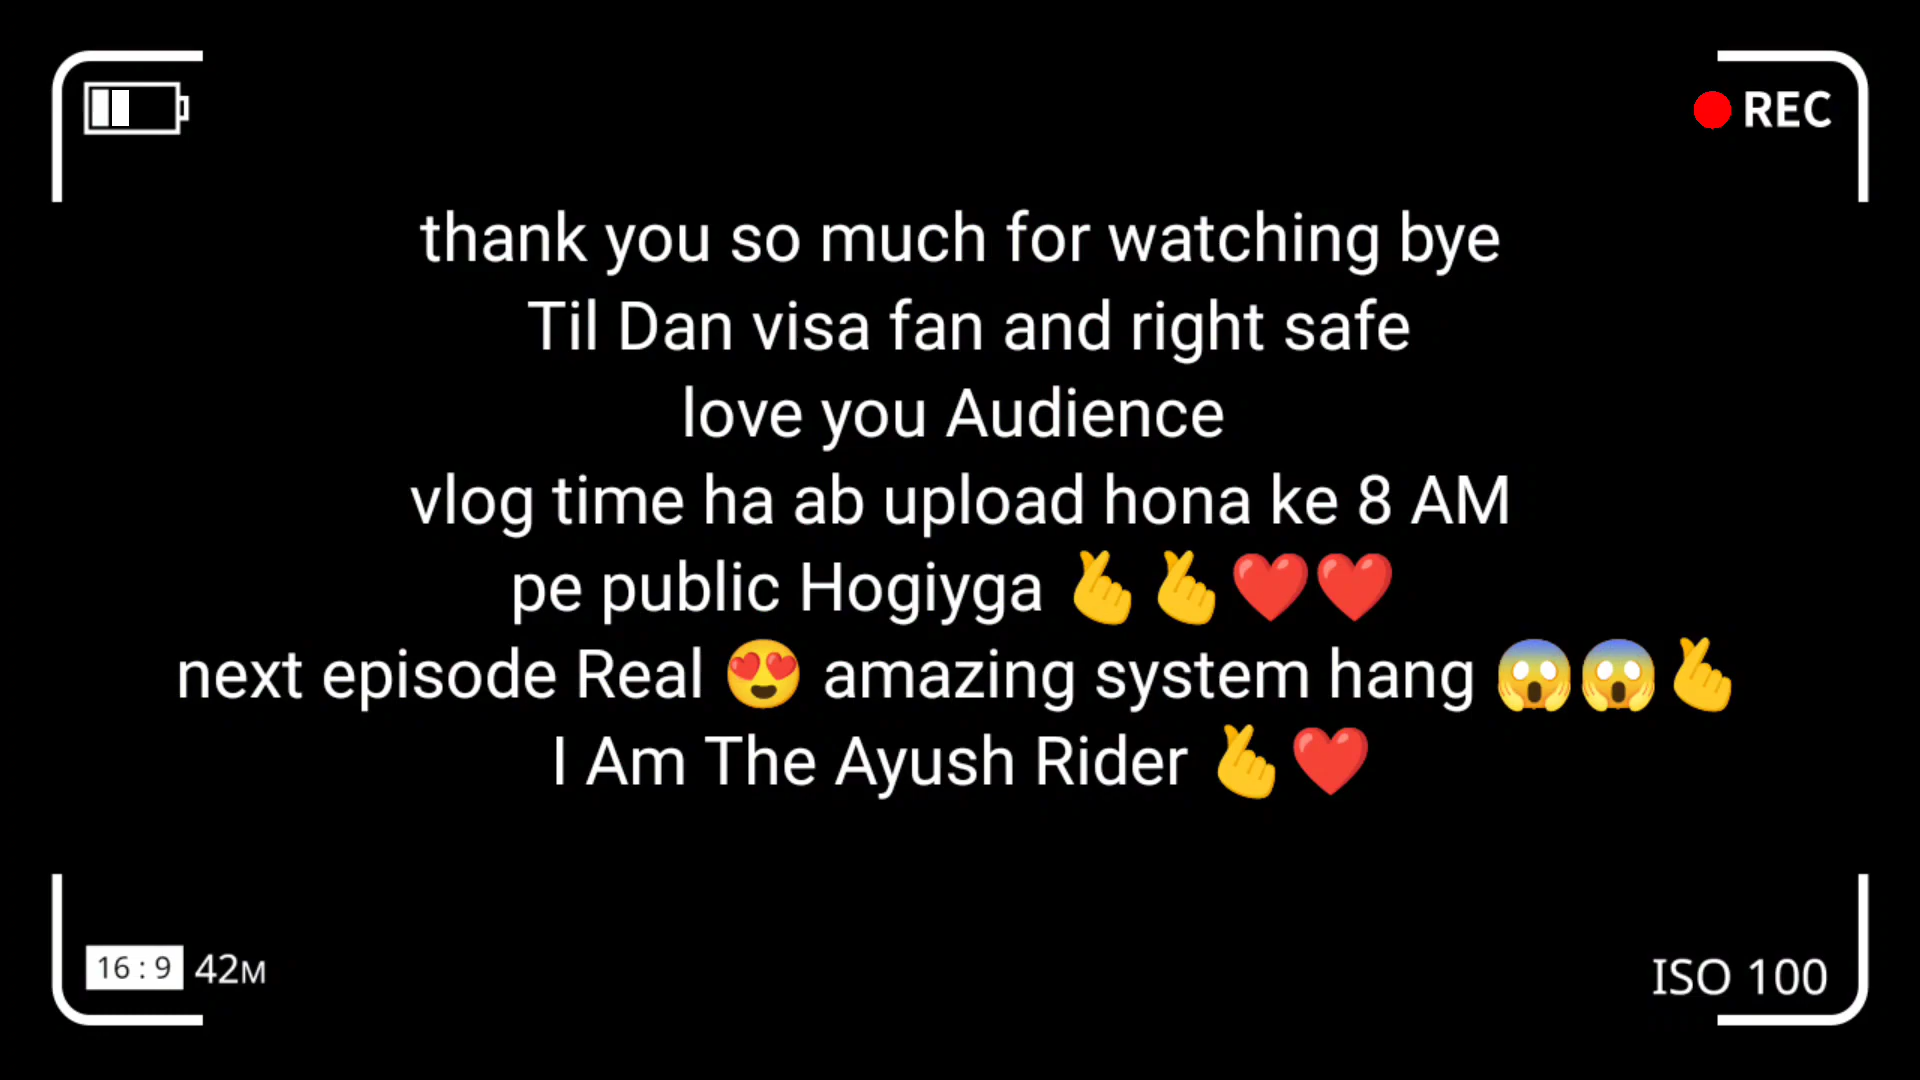 REC
thank you so much for watching bye
Til Dan visa fan and right safe
love you Audience
vlog time ha ab upload hona ke 8 AM
pe public Hogiyga 🫰🫰❤️❤️
next episode Real 😍 amazing system hang 😱😱🫰
I Am The Ayush Rider 🫰❤️
16 : 9 42M
ISO 100